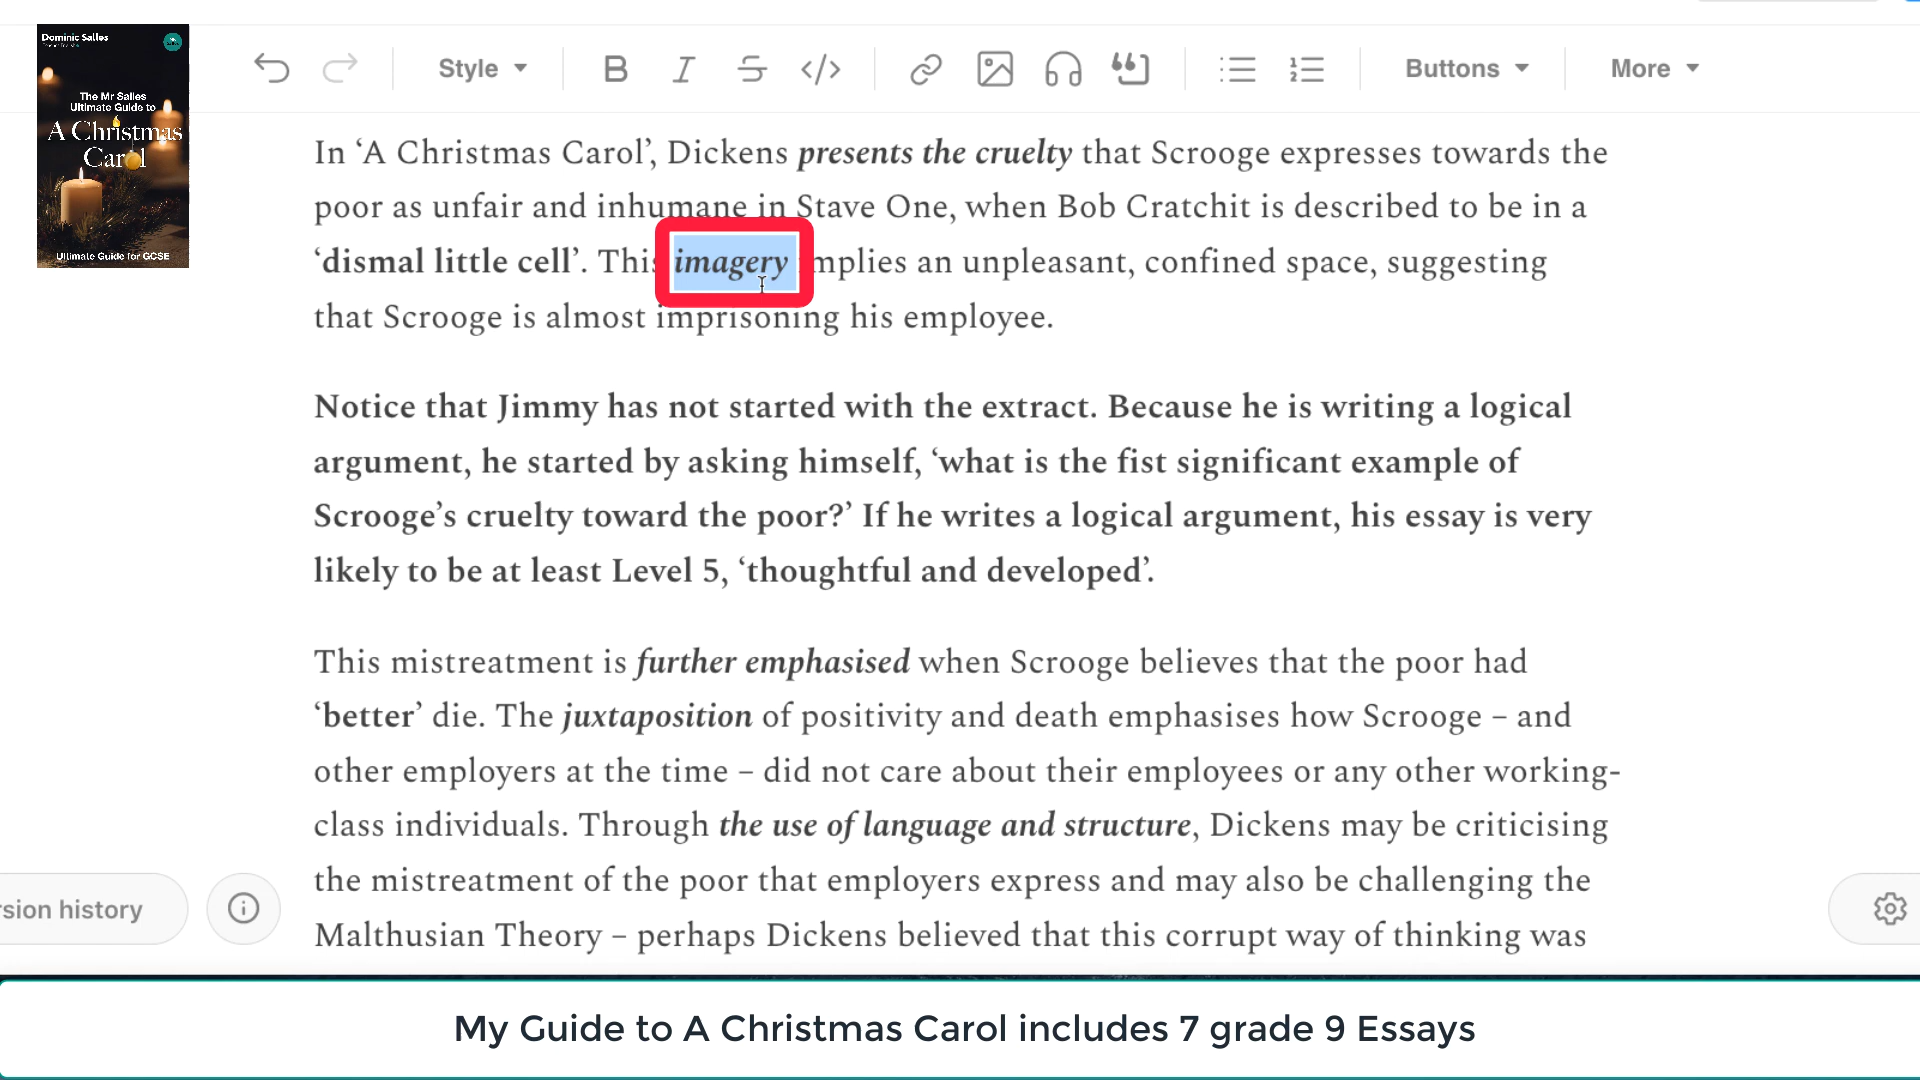 Dominic Salles
The Mr Salles
Ultimate Guide to
A Christmas
Carol
Ultimate Guide for GCSE
Style
Buttons
More
In ‘A Christmas Carol’, Dickens presents the cruelty that Scrooge expresses towards the
poor as unfair and inhumane in Stave One, when Bob Cratchit is described to be in a
‘dismal little cell’. This imagery implies an unpleasant, confined space, suggesting
that Scrooge is almost imprisoning his employee.
Notice that Jimmy has not started with the extract. Because he is writing a logical
argument, he started by asking himself, ‘what is the fist significant example of
Scrooge’s cruelty toward the poor?’ If he writes a logical argument, his essay is very
likely to be at least Level 5, ‘thoughtful and developed’.
This mistreatment is further emphasised when Scrooge believes that the poor had
‘better’ die. The juxtaposition of positivity and death emphasises how Scrooge – and
other employers at the time – did not care about their employees or any other working-
class individuals. Through the use of language and structure, Dickens may be criticising
the mistreatment of the poor that employers express and may also be challenging the
Malthusian Theory – perhaps Dickens believed that this corrupt way of thinking was
rsion history
My Guide to A Christmas Carol includes 7 grade 9 Essays